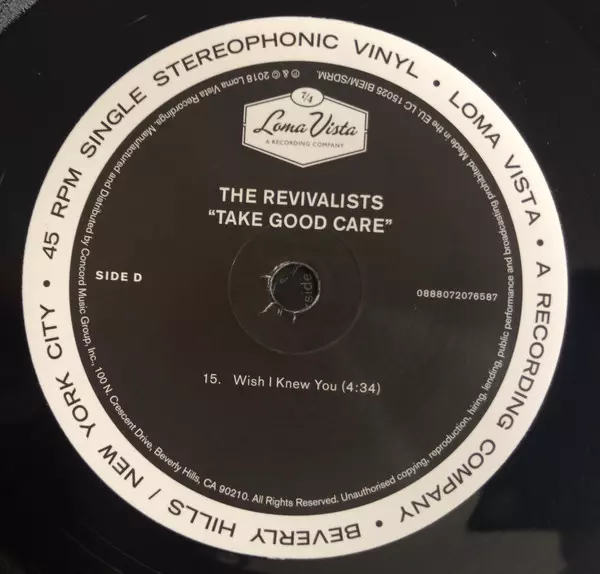 45 RPM SINGLE STEREOPHONIC VINYL • LOMA VISTA • A RECORDING COMPANY • BEVERLY HILLS / NEW YORK CITY •
℗ & © 2018 Loma Vista Recordings. Manufactured and Distributed by Concord Music Group, Inc., 100 N. Crescent Drive, Beverly Hills, CA 90210. All Rights Reserved. Unauthorised copying, reproduction, hiring, lending, public performance and broadcasting prohibited. Made in the EU. LC 15025 BIEM/SDRM.
7/4
Loma Vista
A RECORDING COMPANY
THE REVIVALISTS
“TAKE GOOD CARE”
SIDE D
0888072076587
side
15. Wish I Knew You (4:34)